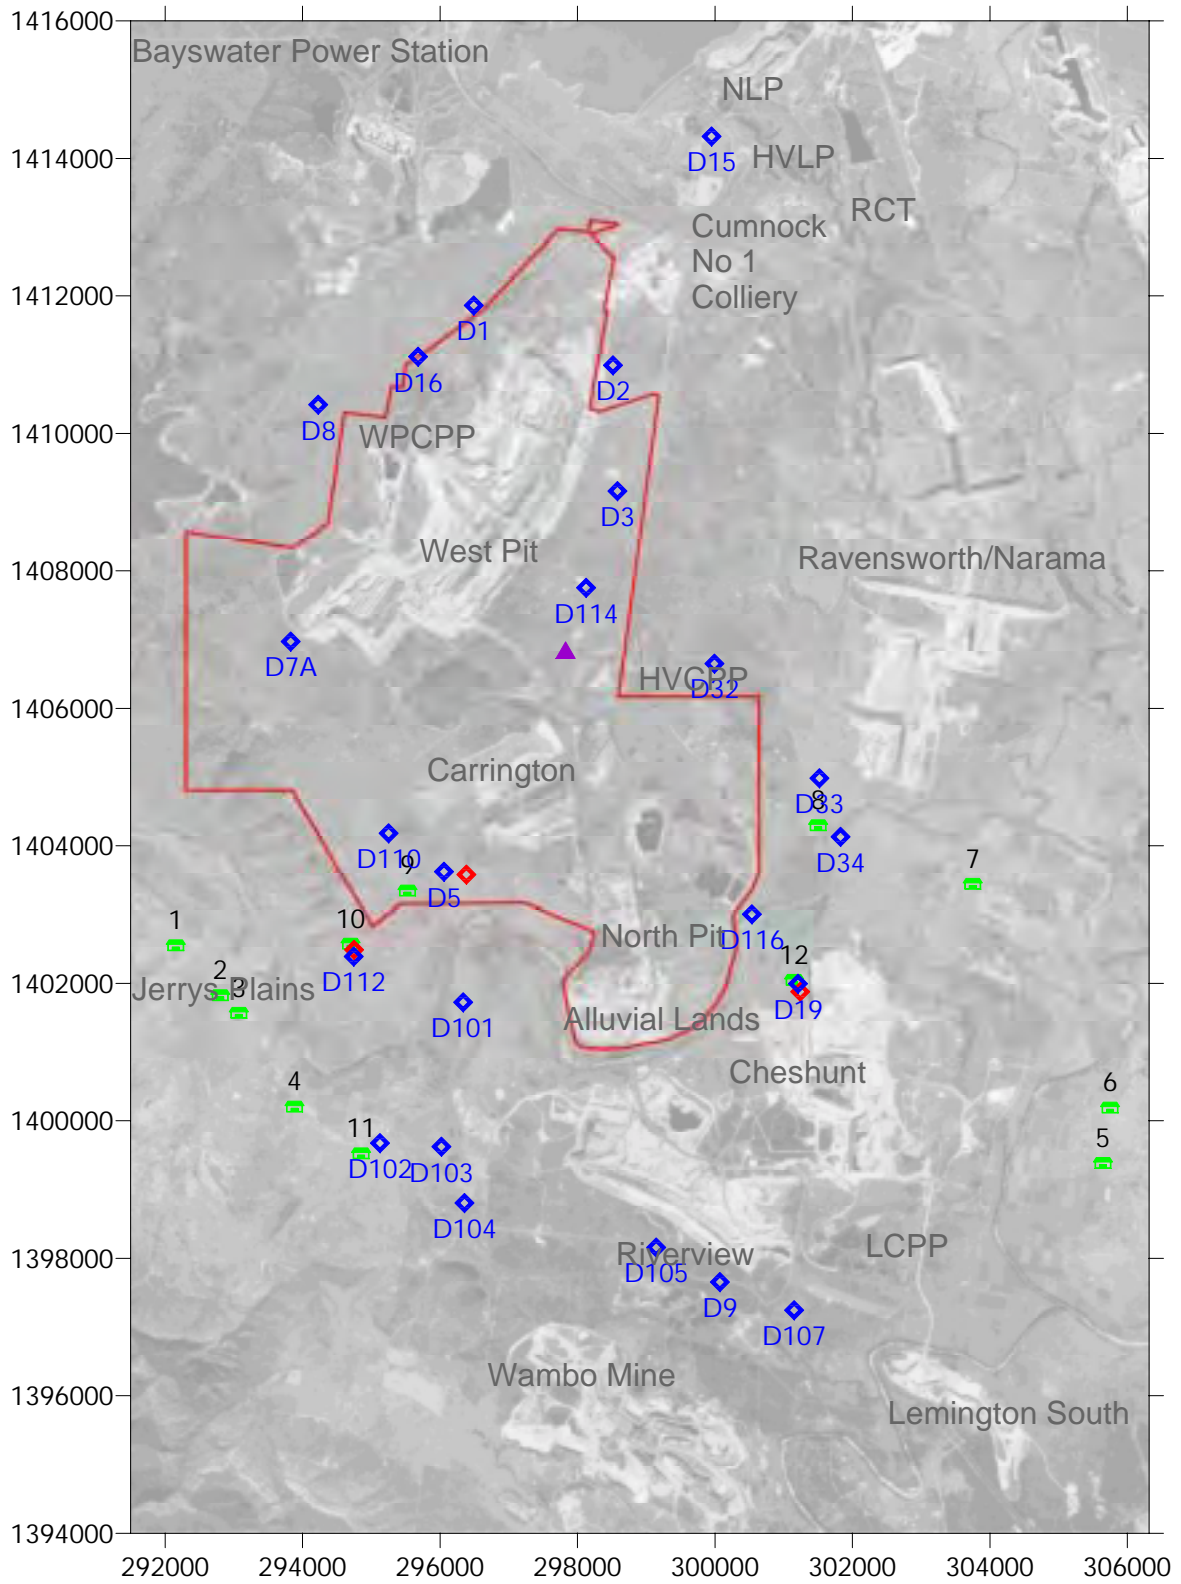 1416000
Bayswater Power Station
NLP
D15
HVLP
1414000
RCT
Cumnock
No 1
Colliery
1412000
D1
D16
D2
D8
WPCPP
1410000
D3
West Pit
Ravensworth/Narama
1408000
D114
D7A
HVCPP
D32
1406000
Carrington
D33
8
D110
D34
1404000
9
D5
7
1
10
North Pit
D116
12
2
D112
Jerrys Plains
3
D19
1402000
D101
Alluvial Lands
Cheshunt
4
6
1400000
11
5
D102
D103
D104
LCPP
Riverview
1398000
D105
D9
D107
Wambo Mine
1396000
Lemington South
1394000
292000 294000 296000 298000 300000 302000 304000 306000